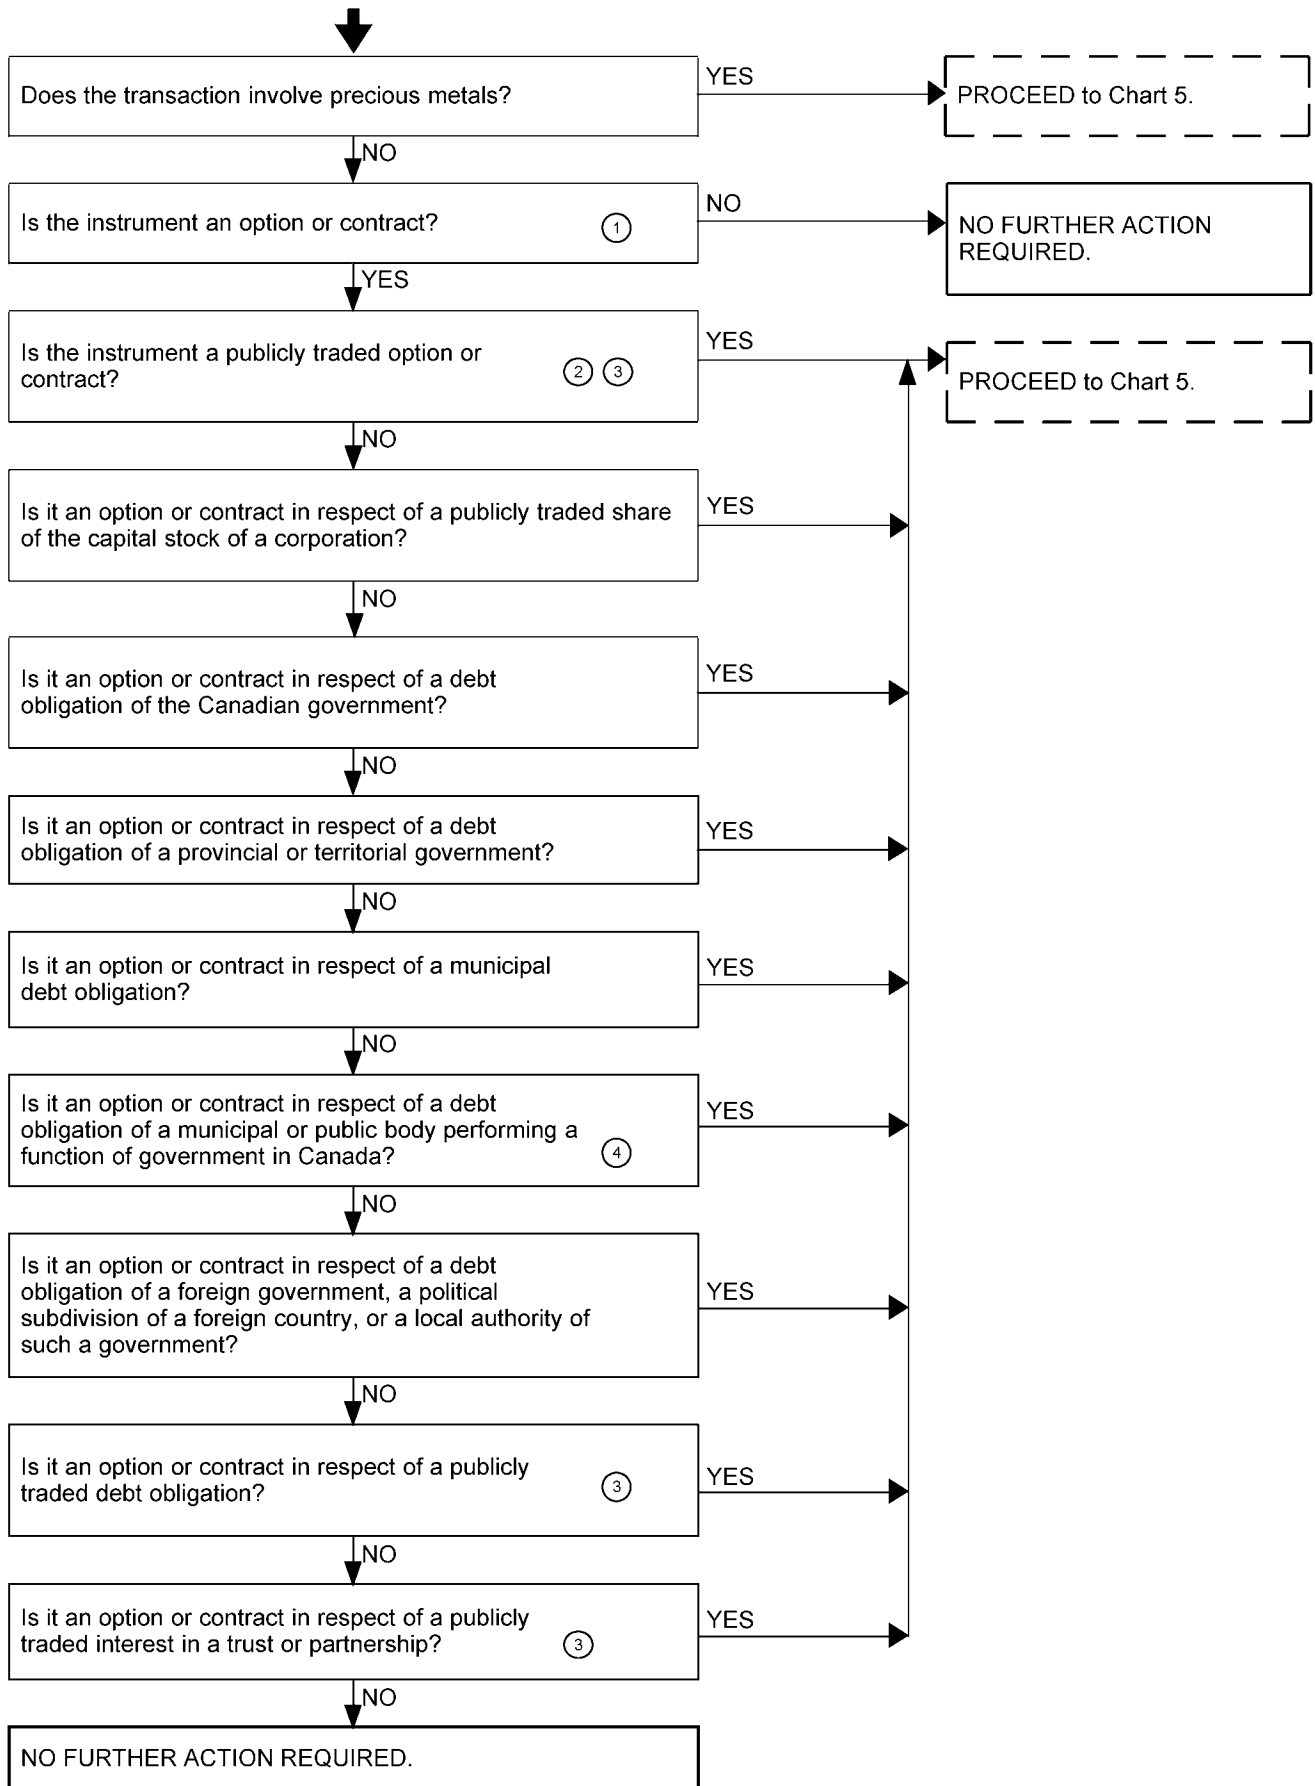 Does the transaction involve precious metals?
YES
PROCEED to Chart 5.
NO
Is the instrument an option or contract?
1
NO
NO FURTHER ACTION
REQUIRED.
YES
Is the instrument a publicly traded option or
contract?
2 3
YES
PROCEED to Chart 5.
NO
Is it an option or contract in respect of a publicly traded share
of the capital stock of a corporation?
YES
NO
Is it an option or contract in respect of a debt
obligation of the Canadian government?
YES
NO
Is it an option or contract in respect of a debt
obligation of a provincial or territorial government?
YES
NO
Is it an option or contract in respect of a municipal
debt obligation?
YES
NO
Is it an option or contract in respect of a debt
obligation of a municipal or public body performing a
function of government in Canada?
4
YES
NO
Is it an option or contract in respect of a debt
obligation of a foreign government, a political
subdivision of a foreign country, or a local authority of
such a government?
YES
NO
Is it an option or contract in respect of a publicly
traded debt obligation?
3
YES
NO
Is it an option or contract in respect of a publicly
traded interest in a trust or partnership?
3
YES
NO
NO FURTHER ACTION REQUIRED.